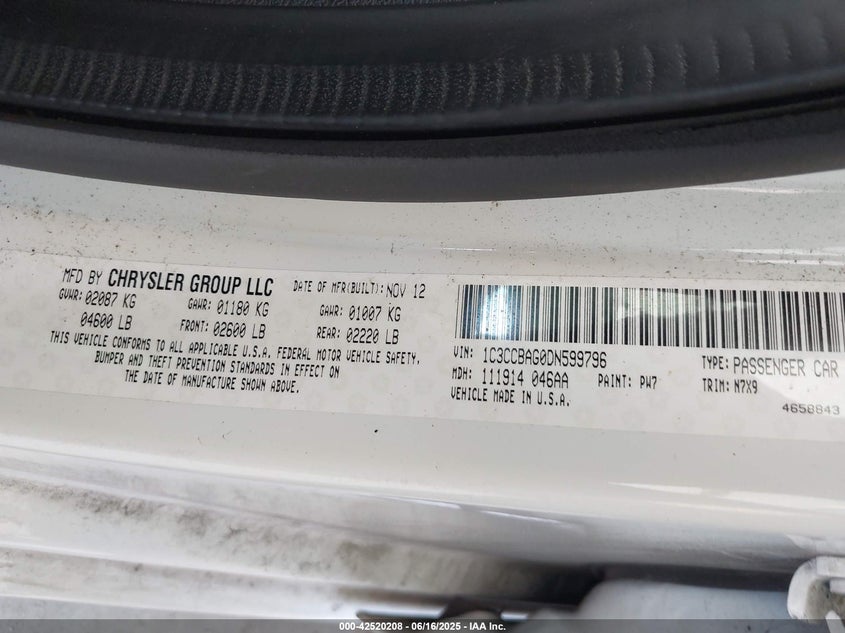 MFD BY CHRYSLER GROUP LLC
DATE OF MFR(BUILT): NOV 12
GVWR: 02087 KG
GAWR: 01180 KG
GAWR: 01007 KG
04600 LB
FRONT: 02600 LB
REAR: 02220 LB
THIS VEHICLE CONFORMS TO ALL APPLICABLE U.S.A. FEDERAL MOTOR VEHICLE SAFETY,
BUMPER AND THEFT PREVENTION STANDARDS IN EFFECT ON
THE DATE OF MANUFACTURE SHOWN ABOVE.
VIN: 1C3CCBAG0DN599796
TYPE: PASSENGER CAR
MDH: 111914 046AA
PAINT: PW7
TRIM: N7X9
VEHICLE MADE IN U.S.A.
4658843
000-42520208 - 06/16/2025 - IAA Inc.